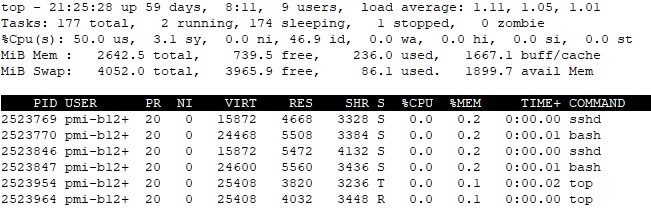 top - 21:25:28 up 59 days,  8:11,  9 users,  load average: 1.11, 1.05, 1.01
Tasks: 177 total,   2 running, 174 sleeping,   1 stopped,   0 zombie
%Cpu(s): 50.0 us,  3.1 sy,  0.0 ni, 46.9 id,  0.0 wa,  0.0 hi,  0.0 si,  0.0 st
MiB Mem :   2642.5 total,    739.5 free,    236.0 used,   1667.1 buff/cache
MiB Swap:   4052.0 total,   3965.9 free,     86.1 used.   1899.7 avail Mem
PID USER      PR  NI    VIRT    RES    SHR S  %CPU  %MEM     TIME+ COMMAND
2523769 pmi-b12+  20   0   15872   4668   3328 S   0.0   0.2   0:00.00 sshd
2523770 pmi-b12+  20   0   24468   5508   3384 S   0.0   0.2   0:00.01 bash
2523846 pmi-b12+  20   0   15872   5472   4132 S   0.0   0.2   0:00.00 sshd
2523847 pmi-b12+  20   0   24600   5560   3436 S   0.0   0.2   0:00.01 bash
2523954 pmi-b12+  20   0   25408   3820   3236 T   0.0   0.1   0:00.02 top
2523964 pmi-b12+  20   0   25408   4032   3448 R   0.0   0.1   0:00.00 top